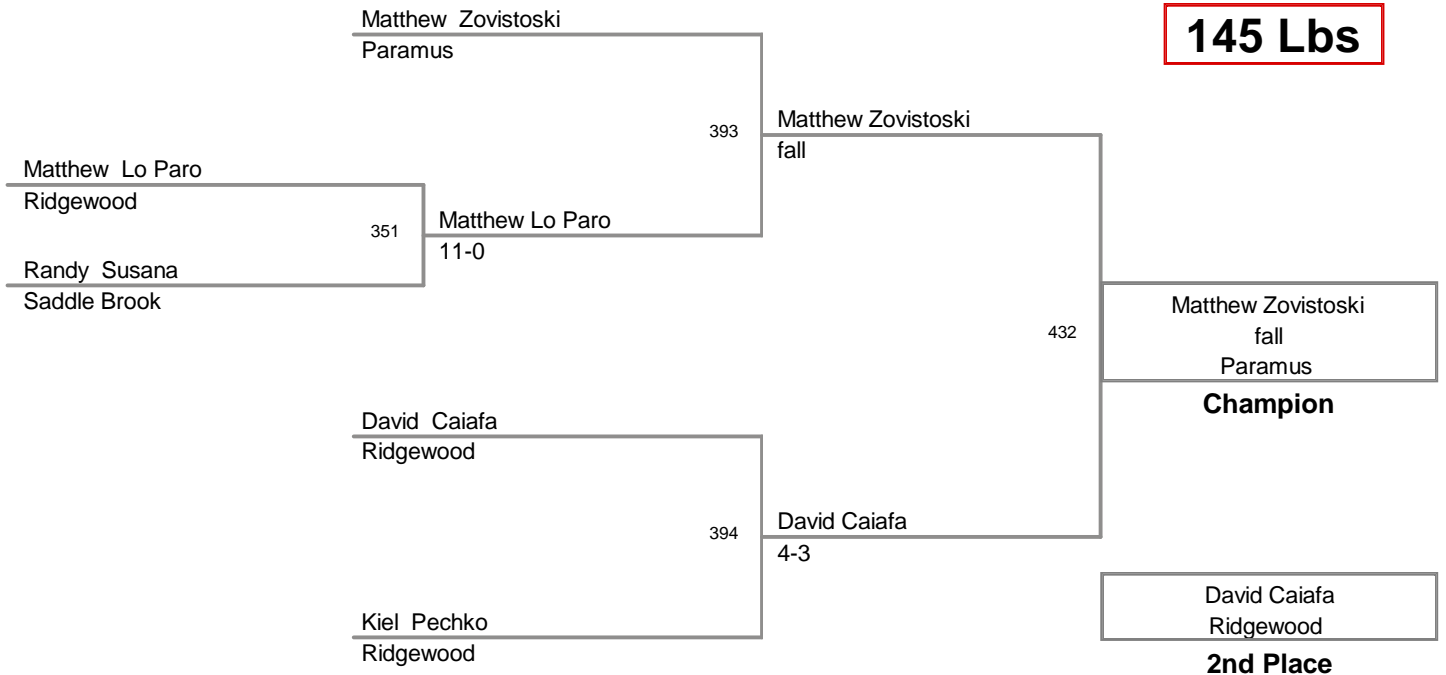 Matthew Zovistoski
Paramus
145 Lbs
393
Matthew Zovistoski
fall
Matthew Lo Paro
Ridgewood
351
Matthew Lo Paro
11-0
Randy Susana
Saddle Brook
432
Matthew Zovistoski
fall
Paramus
Champion
David Caiafa
Ridgewood
394
David Caiafa
4-3
Kiel Pechko
Ridgewood
David Caiafa
Ridgewood
2nd Place